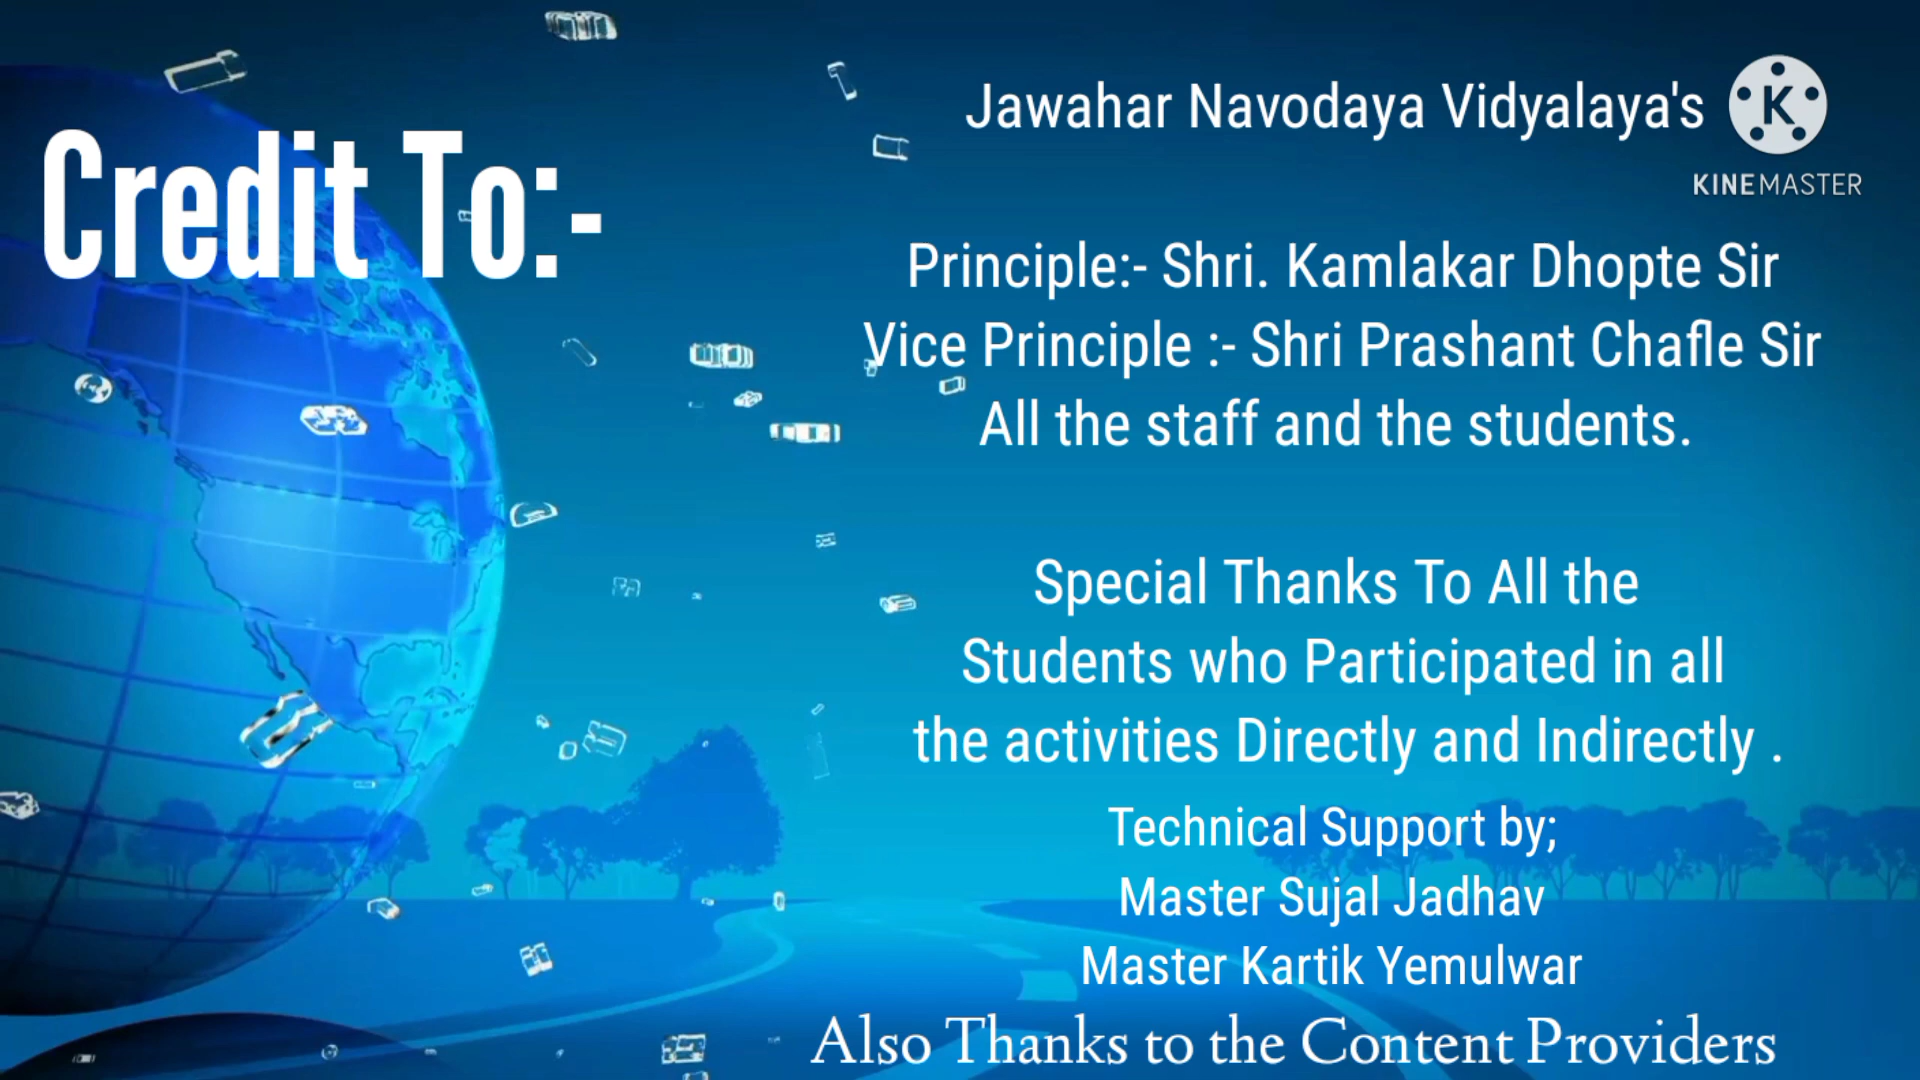 Credit To:-
Jawahar Navodaya Vidyalaya's
K
KINEMASTER
Principle:- Shri. Kamlakar Dhopte Sir
Vice Principle :- Shri Prashant Chafle Sir
All the staff and the students.
Special Thanks To All the
Students who Participated in all
the activities Directly and Indirectly .
Technical Support by;
Master Sujal Jadhav
Master Kartik Yemulwar
Also Thanks to the Content Providers